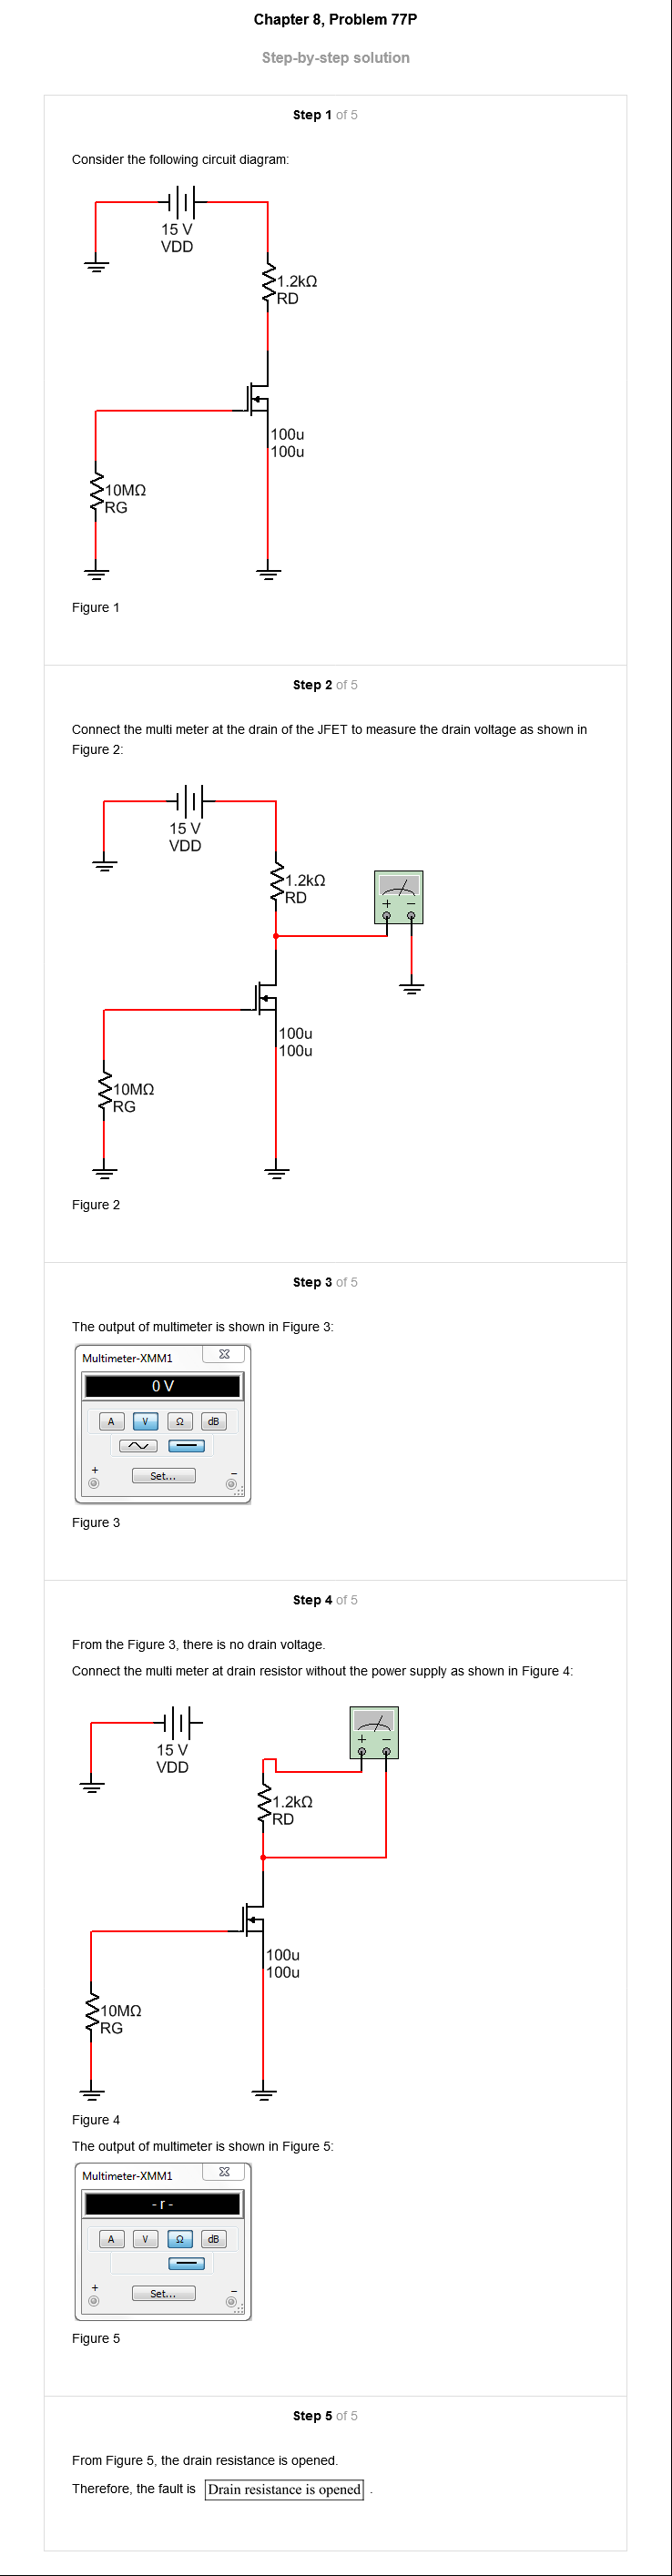 Chapter 8, Problem 77P
Step-by-step solution
Step 1 of 5
Consider the following circuit diagram:
15 V
VDD
1.2kΩ
RD
100u
100u
10MΩ
RG
Figure 1
Step 2 of 5
Connect the multi meter at the drain of the JFET to measure the drain voltage as shown in
Figure 2:
15 V
VDD
1.2kΩ
RD
+ −
100u
100u
10MΩ
RG
Figure 2
Step 3 of 5
The output of multimeter is shown in Figure 3:
Multimeter-XMM1
0 V
A V Ω dB
+ −
Set...
Figure 3
Step 4 of 5
From the Figure 3, there is no drain voltage.
Connect the multi meter at drain resistor without the power supply as shown in Figure 4:
15 V
VDD
+ −
1.2kΩ
RD
100u
100u
10MΩ
RG
Figure 4
The output of multimeter is shown in Figure 5:
Multimeter-XMM1
- r -
A V Ω dB
+ −
Set...
Figure 5
Step 5 of 5
From Figure 5, the drain resistance is opened.
Therefore, the fault is Drain resistance is opened .